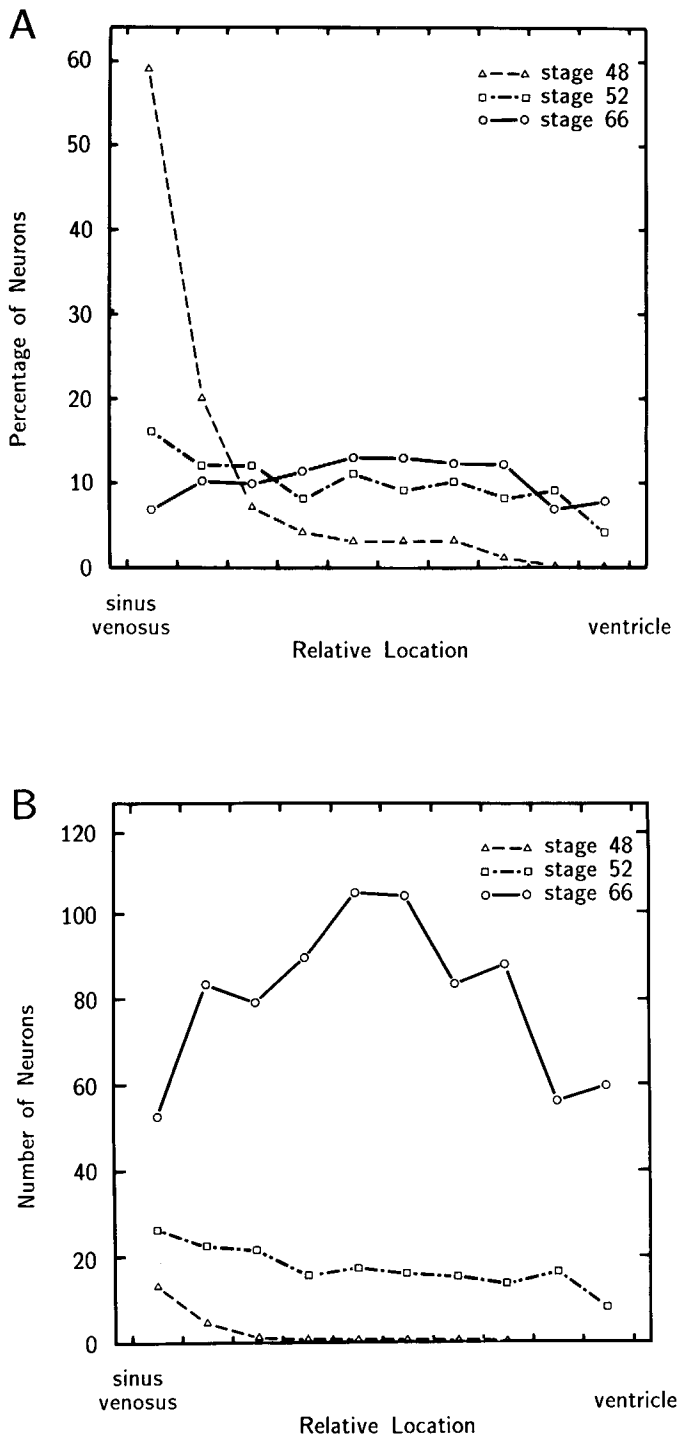 A
60
50
40
30
20
10
0
Percentage of Neurons
stage 48
stage 52
stage 66
sinus
venosus
ventricle
Relative Location
B
120
100
80
60
40
20
0
Number of Neurons
stage 48
stage 52
stage 66
sinus
venosus
ventricle
Relative Location